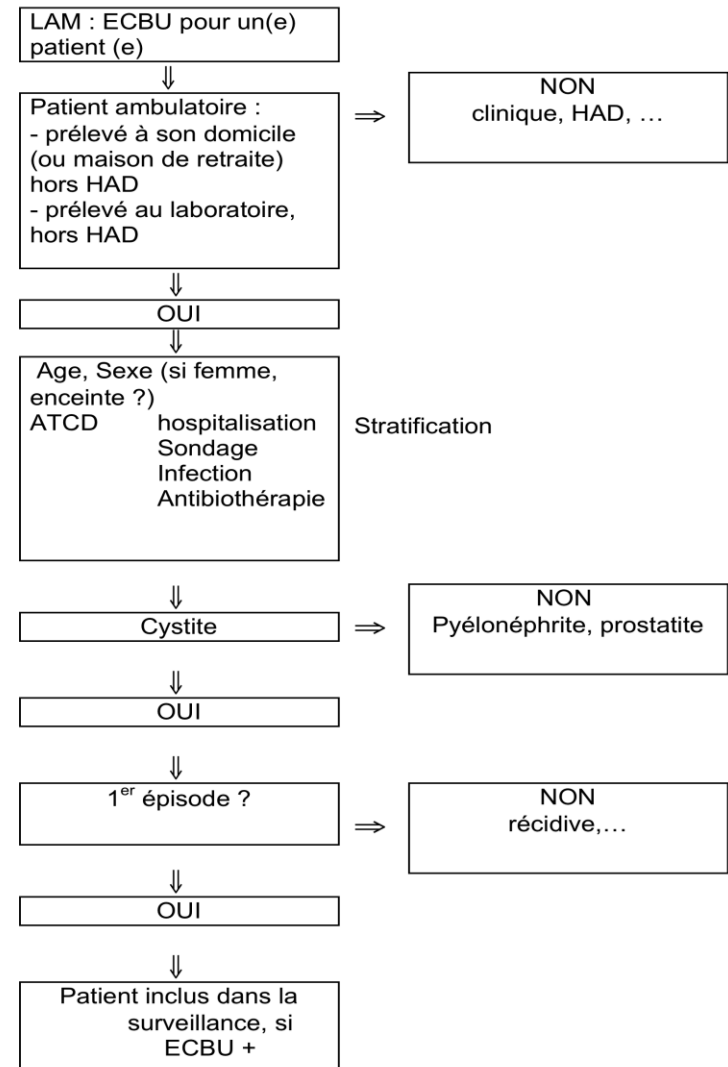 LAM : ECBU pour un(e)
patient (e)
⇓
Patient ambulatoire :
- prélevé à son domicile
(ou maison de retraite)
hors HAD
- prélevé au laboratoire,
hors HAD
⇒
NON
clinique, HAD, …
⇓
OUI
⇓
Age, Sexe (si femme,
enceinte ?)
ATCD hospitalisation
Sondage
Infection
Antibiothérapie
Stratification
⇓
Cystite
⇒
NON
Pyélonéphrite, prostatite
⇓
OUI
⇓
1er épisode ?
⇒
NON
récidive,…
⇓
OUI
⇓
Patient inclus dans la
surveillance, si
ECBU +